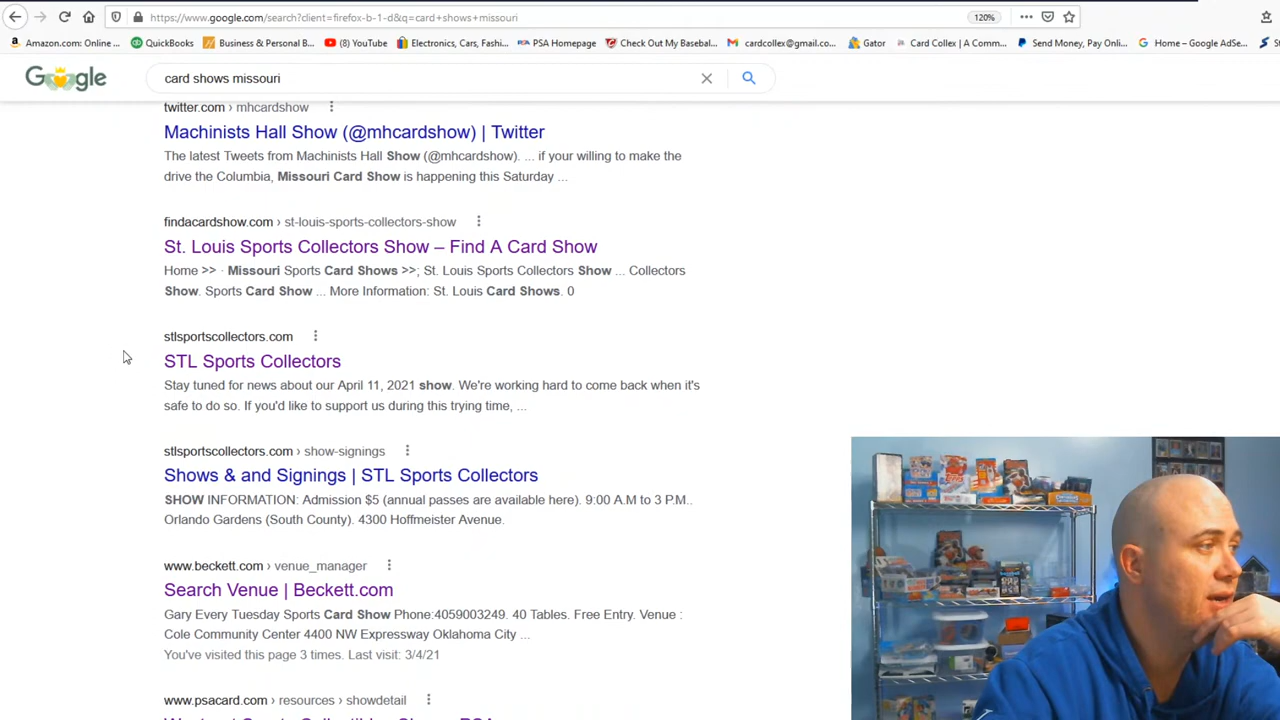 https://www.google.com/search?client=firefox-b-1-d&q=card+shows+missouri
120%
Amazon.com: Online ...
QuickBooks
Business & Personal B...
(8) YouTube
Electronics, Cars, Fashi...
PSA Homepage
Check Out My Basebal...
cardcollex@gmail.co...
Gator
Card Collex | A Comm...
Send Money, Pay Onli...
Home – Google AdSe...
Google
card shows missouri
twitter.com › mhcardshow
Machinists Hall Show (@mhcardshow) | Twitter
The latest Tweets from Machinists Hall Show (@mhcardshow). ... if your willing to make the
drive the Columbia, Missouri Card Show is happening this Saturday ...
findacardshow.com › st-louis-sports-collectors-show
St. Louis Sports Collectors Show – Find A Card Show
Home >> · Missouri Sports Card Shows >>; St. Louis Sports Collectors Show ... Collectors
Show. Sports Card Show ... More Information: St. Louis Card Shows. 0
stlsportscollectors.com
STL Sports Collectors
Stay tuned for news about our April 11, 2021 show. We're working hard to come back when it's
safe to do so. If you'd like to support us during this trying time, ...
stlsportscollectors.com › show-signings
Shows & and Signings | STL Sports Collectors
SHOW INFORMATION: Admission $5 (annual passes are available here). 9:00 A.M to 3 P.M..
Orlando Gardens (South County). 4300 Hoffmeister Avenue.
www.beckett.com › venue_manager
Search Venue | Beckett.com
Gary Every Tuesday Sports Card Show Phone:4059003249. 40 Tables. Free Entry. Venue :
Cole Community Center 4400 NW Expressway Oklahoma City ...
You've visited this page 3 times. Last visit: 3/4/21
www.psacard.com › resources › showdetail